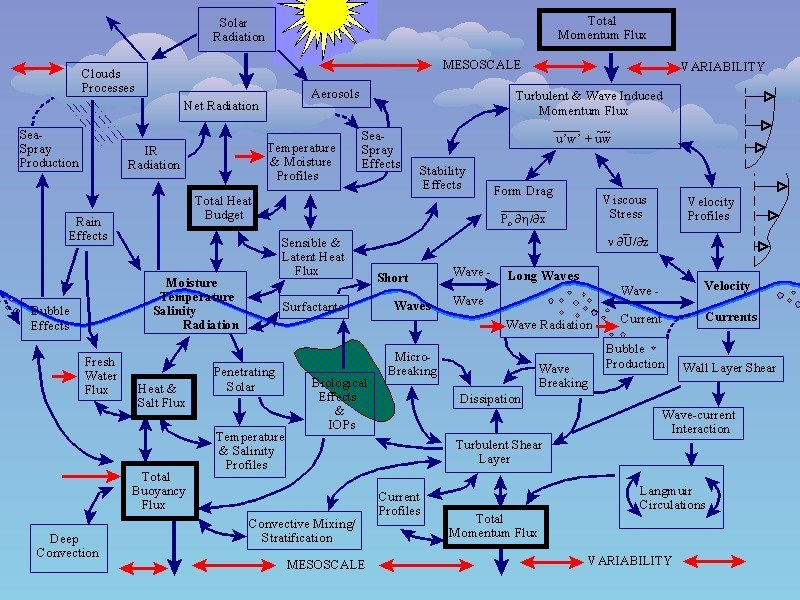 Solar
Radiation
Total
Momentum Flux
Clouds
Processes
MESOSCALE
VARIABILITY
Net Radiation
Aerosols
Turbulent & Wave Induced
Momentum Flux
u'w' + ũw̃
Sea-
Spray
Production
IR
Radiation
Temperature
& Moisture
Profiles
Sea-
Spray
Effects
Stability
Effects
Form Drag
Pₒ ∂η/∂x
Viscous
Stress
ν ∂U/∂z
Velocity
Profiles
Total Heat
Budget
Rain
Effects
Sensible &
Latent Heat
Flux
Moisture
Temperature
Salinity
Radiation
Short
Waves
Wave -
Wave
Long Waves
Wave Radiation
Wave -
Current
Velocity
Currents
Bubble
Effects
Surfactants
Fresh
Water
Flux
Heat &
Salt Flux
Penetrating
Solar
Biological
Effects
&
IOPs
Micro-
Breaking
Dissipation
Wave
Breaking
Bubble
Production
Wall Layer Shear
Wave-current
Interaction
Temperature
& Salinity
Profiles
Turbulent Shear
Layer
Total
Buoyancy
Flux
Current
Profiles
Langmuir
Circulations
Deep
Convection
Convective Mixing/
Stratification
Total
Momentum Flux
MESOSCALE
VARIABILITY